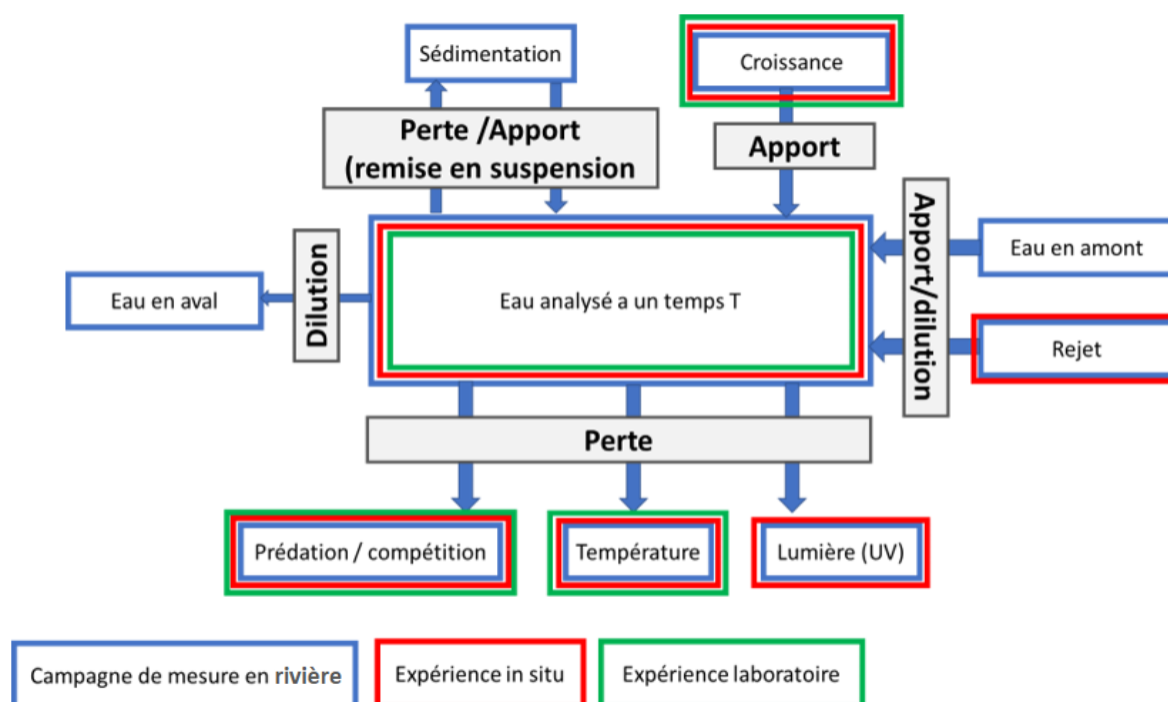 Sédimentation
Croissance
Perte /Apport
(remise en suspension
Apport
Apport/dilution
Eau en amont
Eau en aval
Dilution
Eau analysé a un temps T
Rejet
Perte
Prédation / compétition
Température
Lumière (UV)
Campagne de mesure en rivière
Expérience in situ
Expérience laboratoire